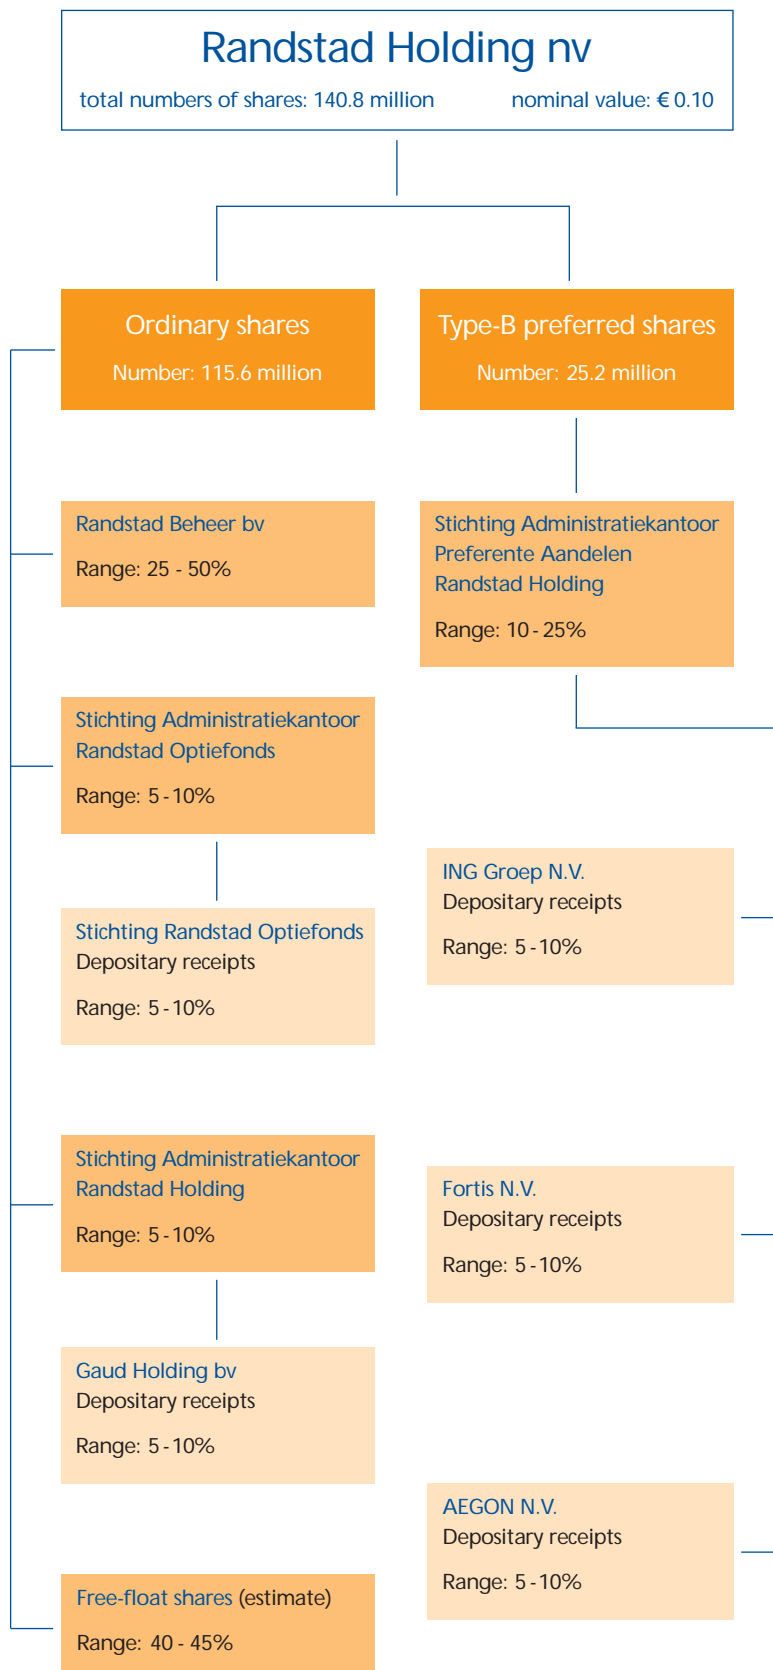 Randstad Holding nv
total numbers of shares: 140.8 million nominal value: € 0.10
Ordinary shares
Number: 115.6 million
Type-B preferred shares
Number: 25.2 million
Randstad Beheer bv
Range: 25 - 50%
Stichting Administratiekantoor
Preferente Aandelen
Randstad Holding
Range: 10 - 25%
Stichting Administratiekantoor
Randstad Optiefonds
Range: 5 - 10%
Stichting Randstad Optiefonds
Depositary receipts
Range: 5 - 10%
ING Groep N.V.
Depositary receipts
Range: 5 - 10%
Stichting Administratiekantoor
Randstad Holding
Range: 5 - 10%
Fortis N.V.
Depositary receipts
Range: 5 - 10%
Gaud Holding bv
Depositary receipts
Range: 5 - 10%
AEGON N.V.
Depositary receipts
Range: 5 - 10%
Free-float shares (estimate)
Range: 40 - 45%